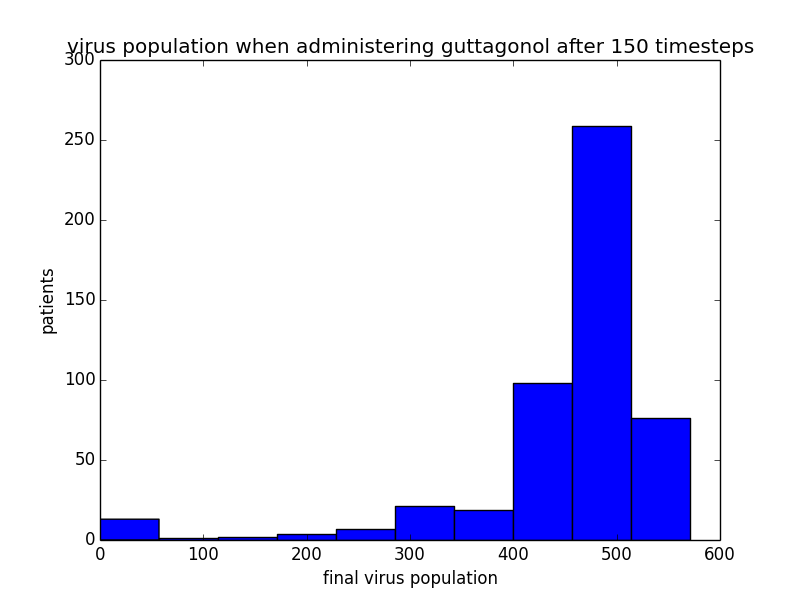 virus population when administering guttagonol after 150 timesteps
300
250
200
150
100
50
0
patients
0 100 200 300 400 500 600
final virus population